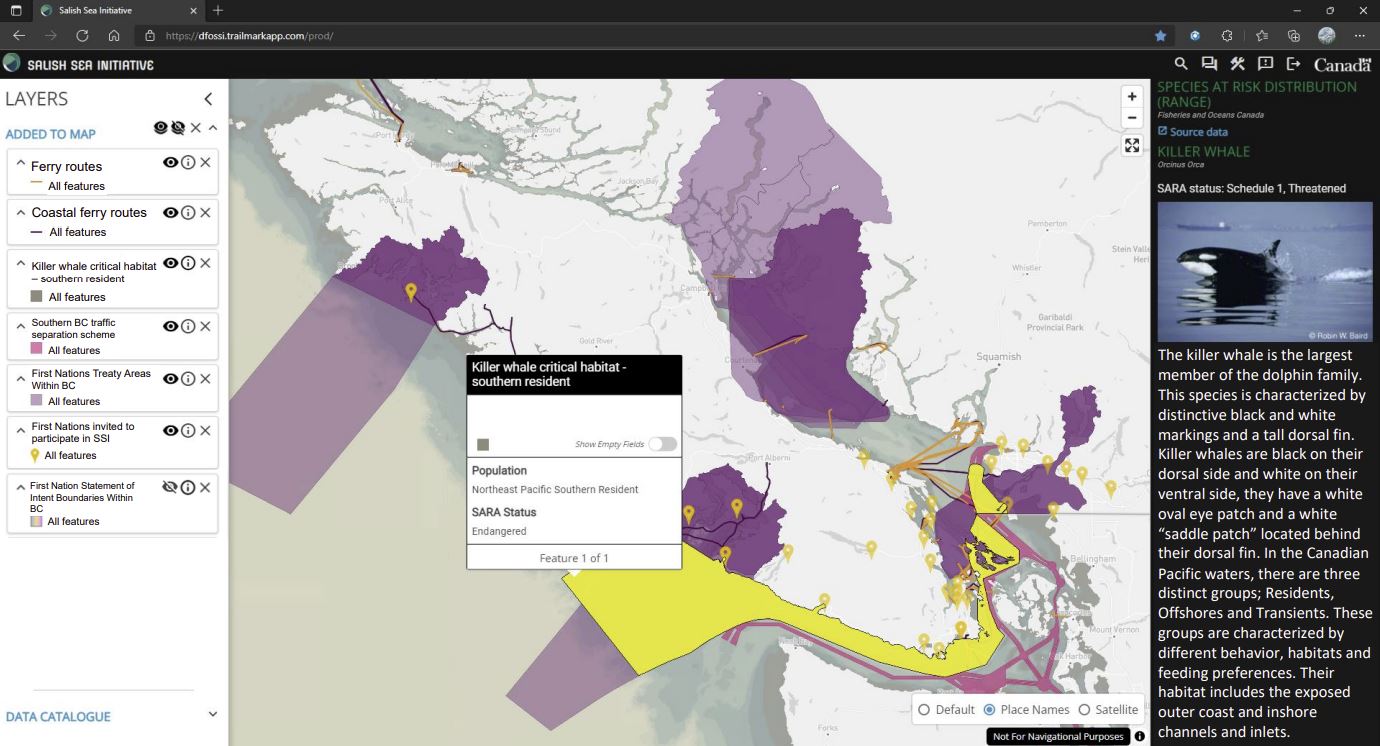 Salish Sea Initiative
https://dfossi.trailmarkapp.com/prod/
SALISH SEA INITIATIVE
Canada
LAYERS
ADDED TO MAP
Ferry routes
All features
Coastal ferry routes
All features
Killer whale critical habitat
– southern resident
All features
Southern BC traffic
separation scheme
All features
First Nations Treaty Areas
Within BC
All features
First Nations invited to
participate in SSI
All features
First Nation Statement of
Intent Boundaries Within
BC
All features
DATA CATALOGUE
Port Alice
Jackson Bay
Pemberton
Whistler
Garibaldi
Provincial Park
Squamish
Gold River
Port Alberni
Bellingham
Mount Vernon
Forks
Killer whale critical habitat -
southern resident
Show Empty Fields
Population
Northeast Pacific Southern Resident
SARA Status
Endangered
Feature 1 of 1
Default
Place Names
Satellite
Not For Navigational Purposes
SPECIES AT RISK DISTRIBUTION
(RANGE)
Fisheries and Oceans Canada
Source data
KILLER WHALE
Orcinus Orca
SARA status: Schedule 1, Threatened
© Robin W. Baird
The killer whale is the largest
member of the dolphin family.
This species is characterized by
distinctive black and white
markings and a tall dorsal fin.
Killer whales are black on their
dorsal side and white on their
ventral side, they have a white
oval eye patch and a white
“saddle patch” located behind
their dorsal fin. In the Canadian
Pacific waters, there are three
distinct groups; Residents,
Offshores and Transients. These
groups are characterized by
different behavior, habitats and
feeding preferences. Their
habitat includes the exposed
outer coast and inshore
channels and inlets.